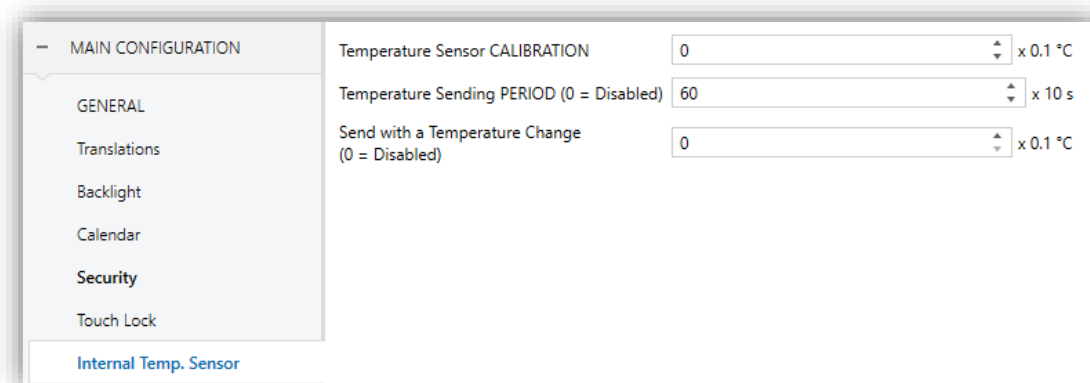 MAIN CONFIGURATION
GENERAL
Translations
Backlight
Calendar
Security
Touch Lock
Internal Temp. Sensor
Temperature Sensor CALIBRATION 0 x 0.1 °C
Temperature Sending PERIOD (0 = Disabled) 60 x 10 s
Send with a Temperature Change
(0 = Disabled) 0 x 0.1 °C